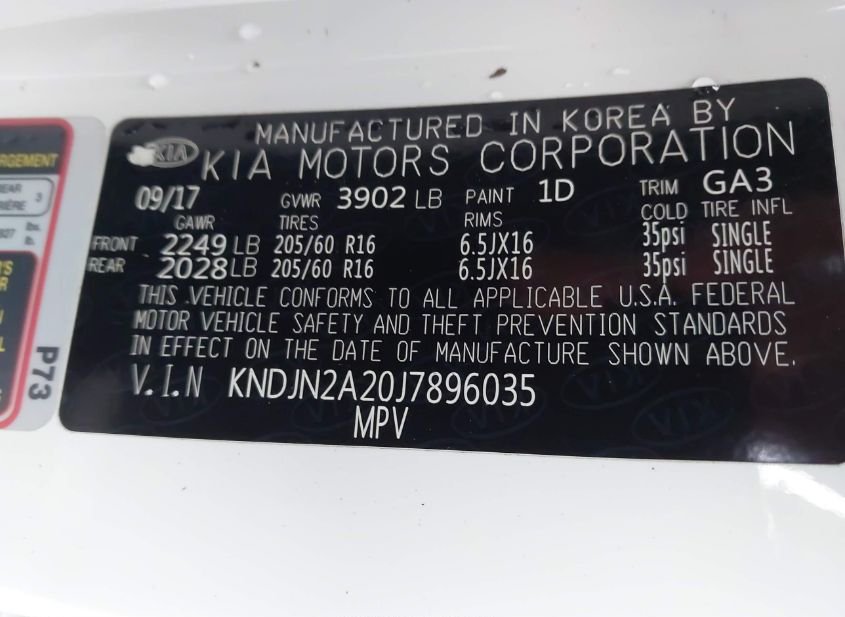 MANUFACTURED IN KOREA BY
KIA KIA MOTORS CORPORATION
09/17 GVWR 3902 LB PAINT 1D TRIM GA3
GAWR TIRES RIMS COLD TIRE INFL
FRONT 2249 LB 205/60 R16 6.5JX16 35psi SINGLE
REAR 2028 LB 205/60 R16 6.5JX16 35psi SINGLE
THIS VEHICLE CONFORMS TO ALL APPLICABLE U.S.A. FEDERAL
MOTOR VEHICLE SAFETY AND THEFT PREVENTION STANDARDS
IN EFFECT ON THE DATE OF MANUFACTURE SHOWN ABOVE.
V.I.N KNDJN2A20J7896035
MPV
P73